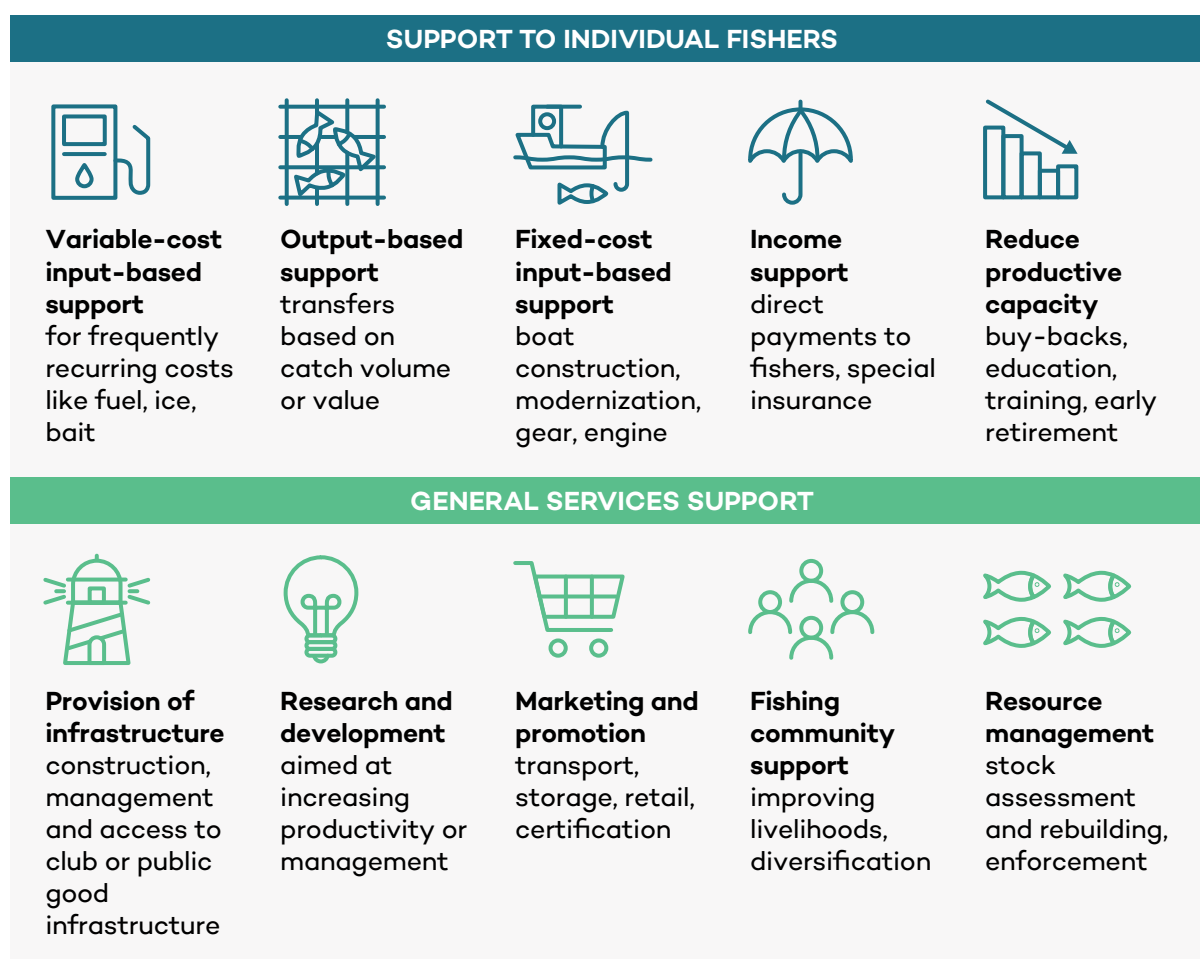 SUPPORT TO INDIVIDUAL FISHERS
Variable-cost
input-based
support
for frequently
recurring costs
like fuel, ice,
bait
Output-based
support
transfers
based on
catch volume
or value
Fixed-cost
input-based
support
boat
construction,
modernization,
gear, engine
Income
support
direct
payments to
fishers, special
insurance
Reduce
productive
capacity
buy-backs,
education,
training, early
retirement
GENERAL SERVICES SUPPORT
Provision of
infrastructure
construction,
management
and access to
club or public
good
infrastructure
Research and
development
aimed at
increasing
productivity or
management
Marketing and
promotion
transport,
storage, retail,
certification
Fishing
community
support
improving
livelihoods,
diversification
Resource
management
stock
assessment
and rebuilding,
enforcement